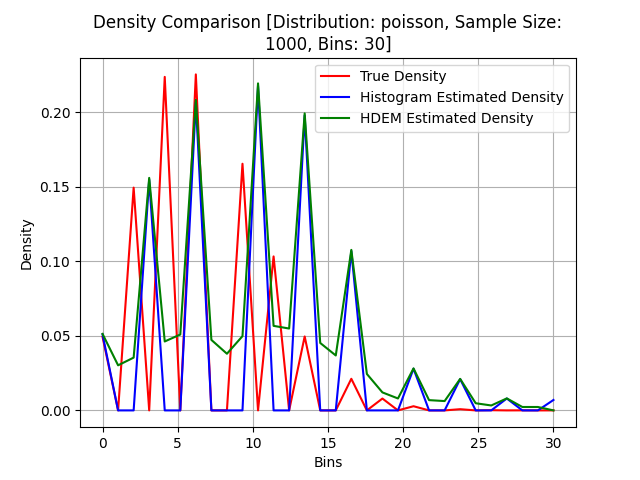 Density Comparison [Distribution: poisson, Sample Size:
1000, Bins: 30]
True Density
Histogram Estimated Density
HDEM Estimated Density
Density
0.20
0.15
0.10
0.05
0.00
0 5 10 15 20 25 30
Bins